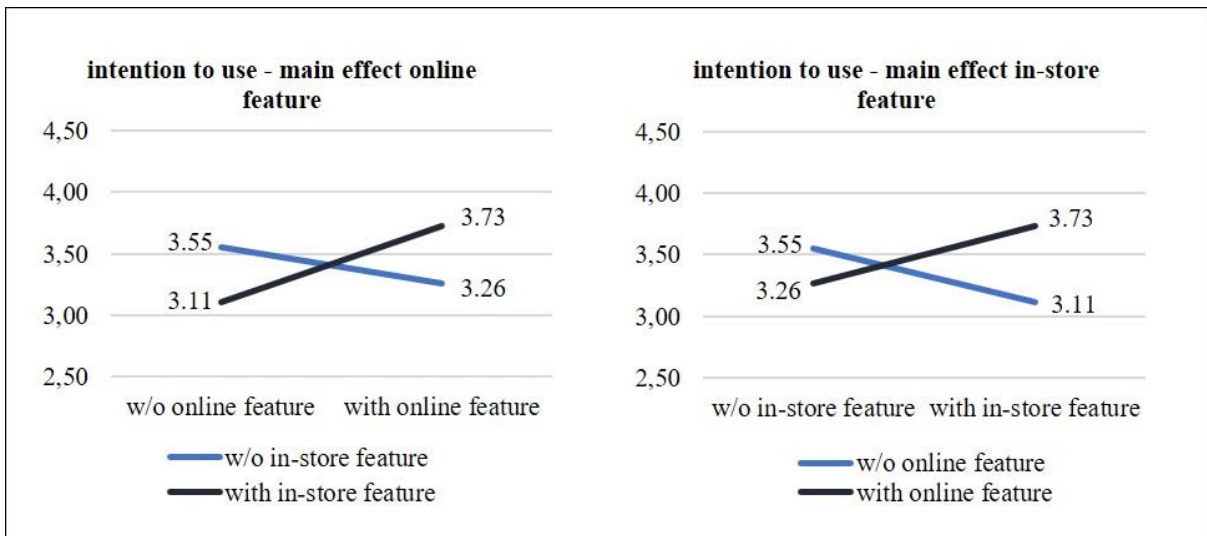 intention to use - main effect online
feature
4,50
4,00
3,50
3,00
2,50
3.55
3.11
3.73
3.26
w/o online feature
with online feature
w/o in-store feature
with in-store feature
intention to use - main effect in-store
feature
4,50
4,00
3,50
3,00
2,50
3.55
3.26
3.73
3.11
w/o in-store feature
with in-store feature
w/o online feature
with online feature